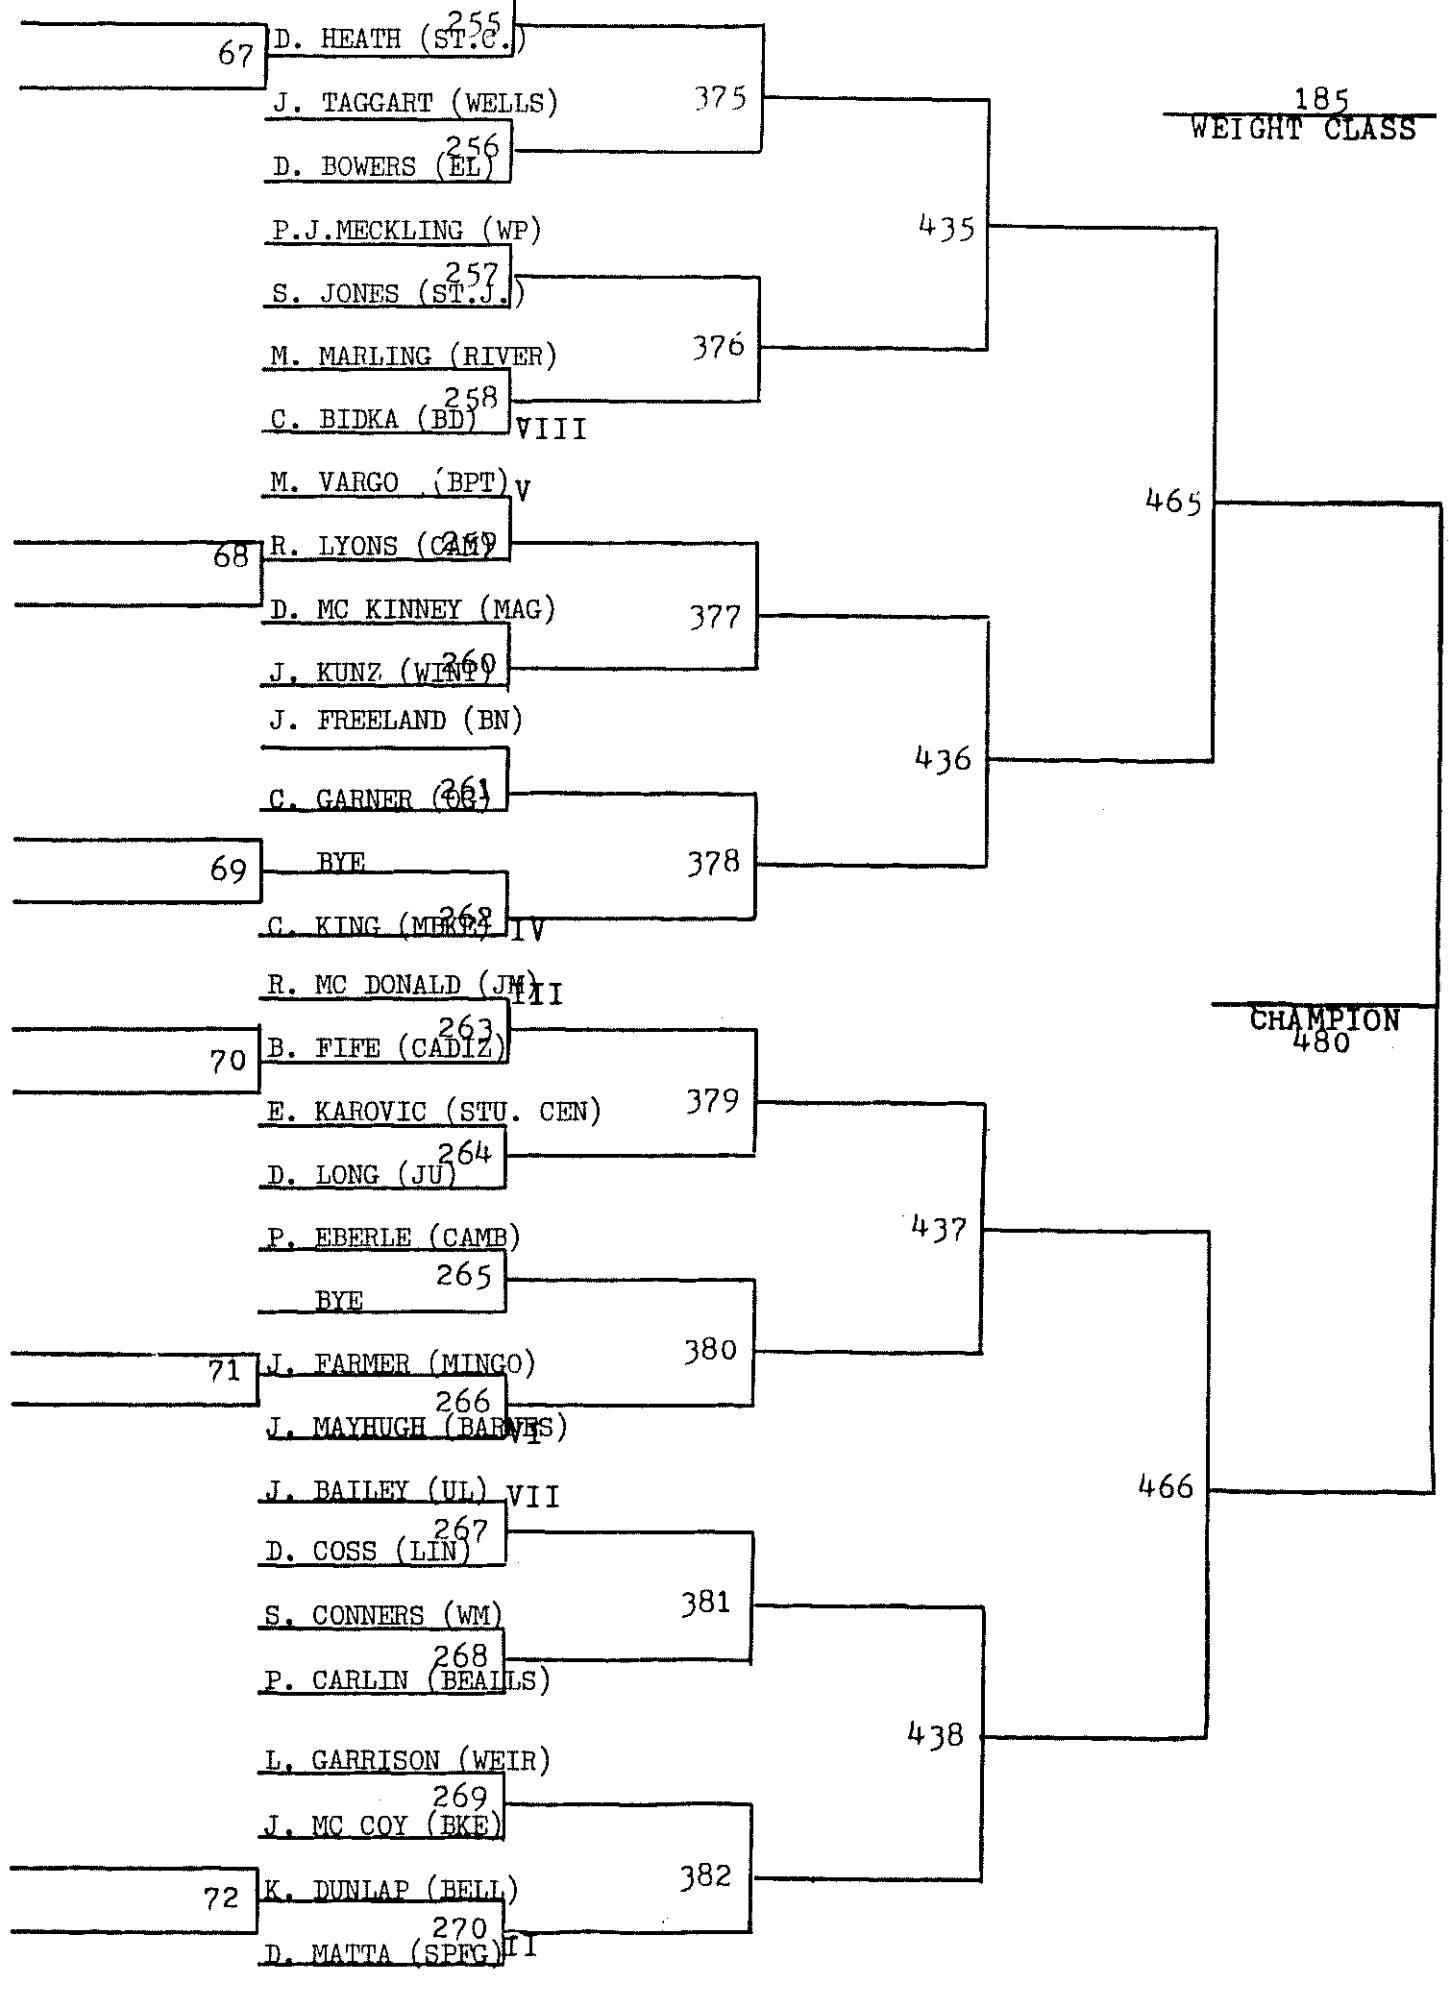 255
D. HEATH (ST.C.)
67
J. TAGGART (WELLS)
375
185
WEIGHT CLASS
256
D. BOWERS (EL)
P.J.MECKLING (WP)
435
257
S. JONES (ST.J.)
M. MARLING (RIVER)
376
258
C. BIDKA (BD)
VIII
M. VARGO (BPT) V
465
259
R. LYONS (CAM)
68
D. MC KINNEY (MAG)
377
260
J. KUNZ (WINT)
J. FREELAND (BN)
436
261
C. GARNER (OG)
BYE
69
378
262
C. KING (MBKE) IV
R. MC DONALD (JM) III
CHAMPION
480
263
B. FIFE (CADIZ)
70
E. KAROVIC (STU. CEN)
379
264
D. LONG (JU)
P. EBERLE (CAMB)
437
265
BYE
J. FARMER (MINGO)
71
380
266
J. MAYHUGH (BARNES) VI
J. BAILEY (UL) VII
466
267
D. COSS (LIN)
S. CONNERS (WM)
381
268
P. CARLIN (BEALLS)
438
L. GARRISON (WEIR)
269
J. MC COY (BKE)
K. DUNLAP (BELL)
72
382
270
D. MATTA (SPFG) II